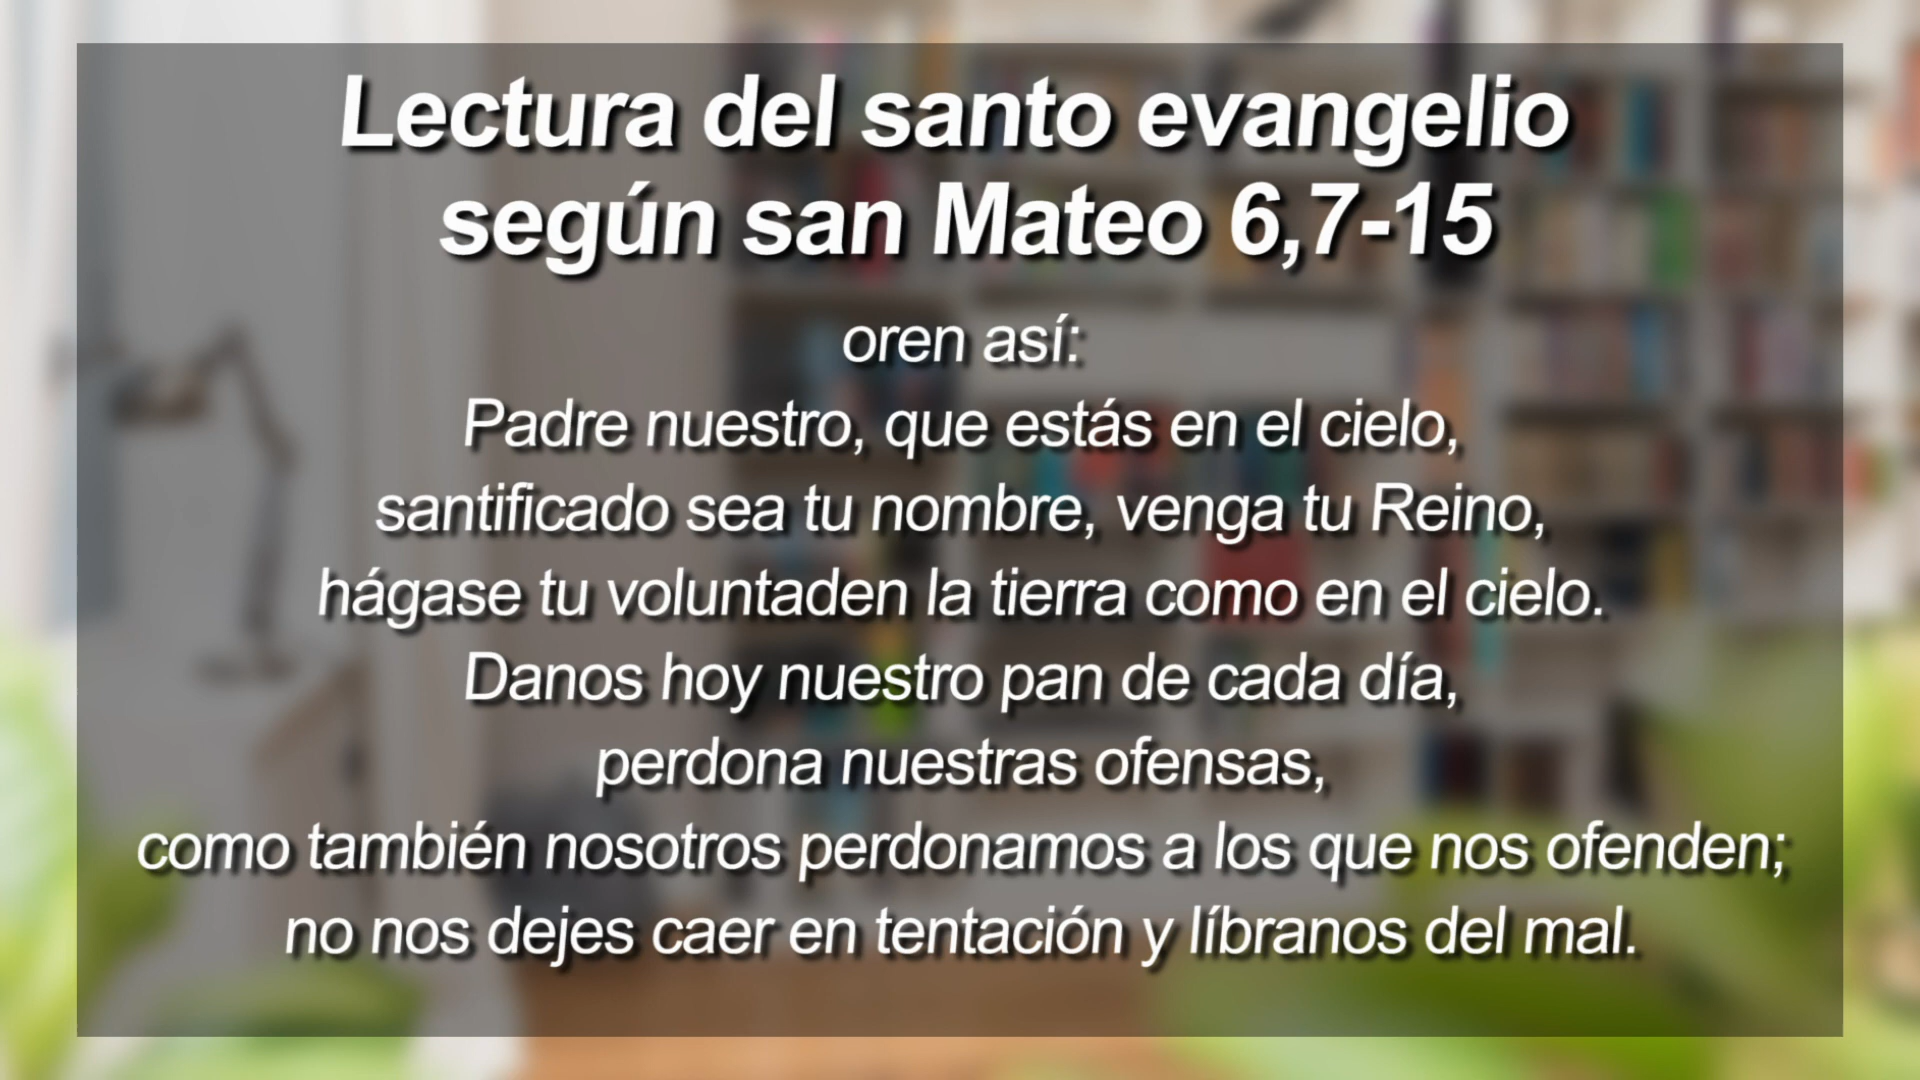 Lectura del santo evangelio
según san Mateo 6,7-15
oren así:
Padre nuestro, que estás en el cielo,
santificado sea tu nombre, venga tu Reino,
hágase tu voluntaden la tierra como en el cielo.
Danos hoy nuestro pan de cada día,
perdona nuestras ofensas,
como también nosotros perdonamos a los que nos ofenden;
no nos dejes caer en tentación y líbranos del mal.